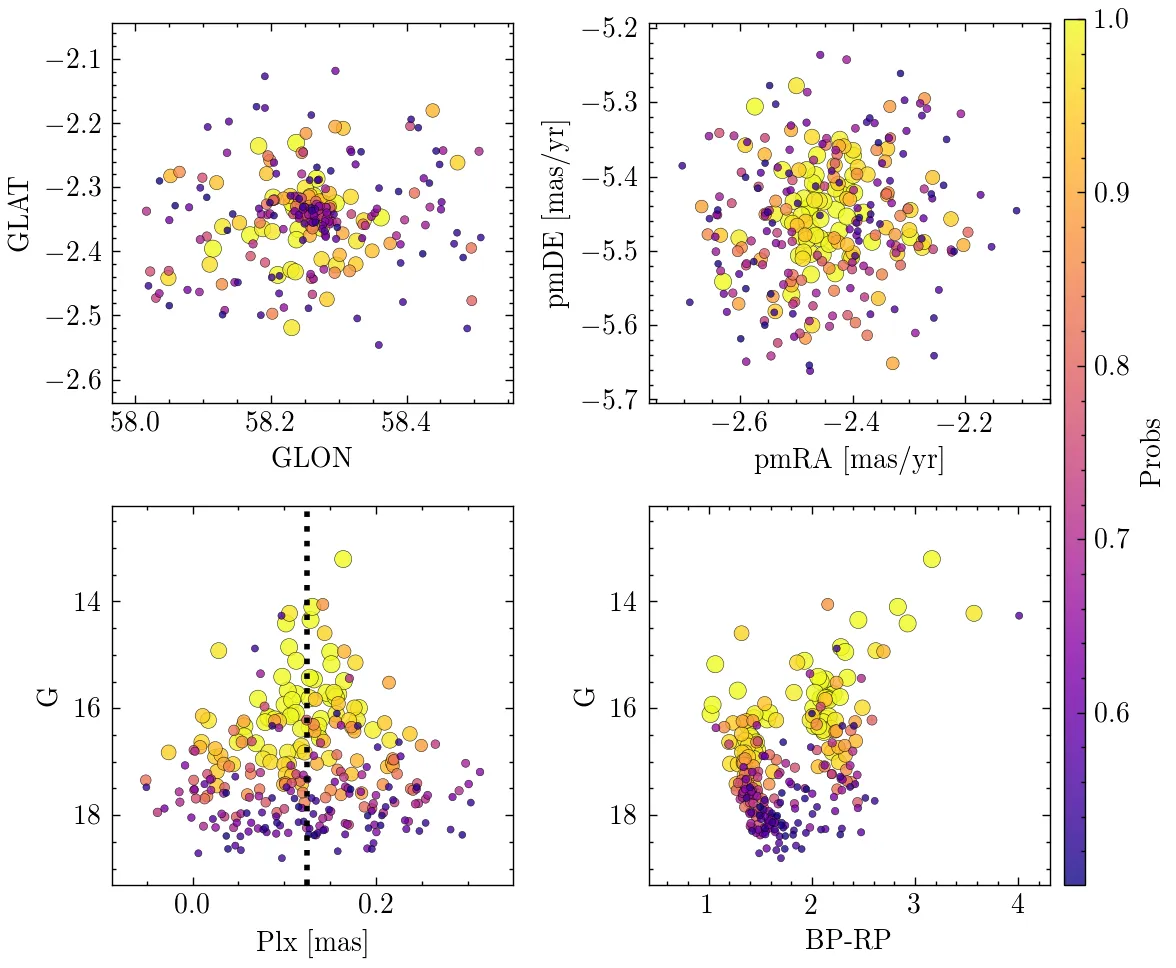 −2.1
−2.2
−2.3
−2.4
−2.5
−2.6
GLAT
58.0 58.2 58.4
GLON
−5.2
−5.3
−5.4
−5.5
−5.6
−5.7
pmDE [mas/yr]
−2.6 −2.4 −2.2
pmRA [mas/yr]
14
16
18
G
0.0 0.2
Plx [mas]
14
16
18
G
1 2 3 4
BP-RP
1.0
0.9
0.8
0.7
0.6
Probs